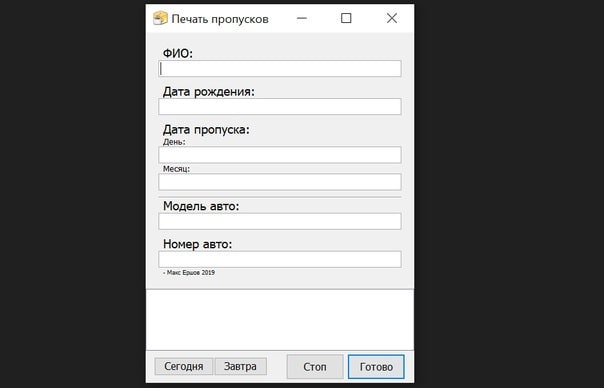 Печать пропусков
ФИО:
Дата рождения:
Дата пропуска:
День:
Месяц:
Модель авто:
Номер авто:
- Макс Ершов 2019
Сегодня Завтра Стоп Готово